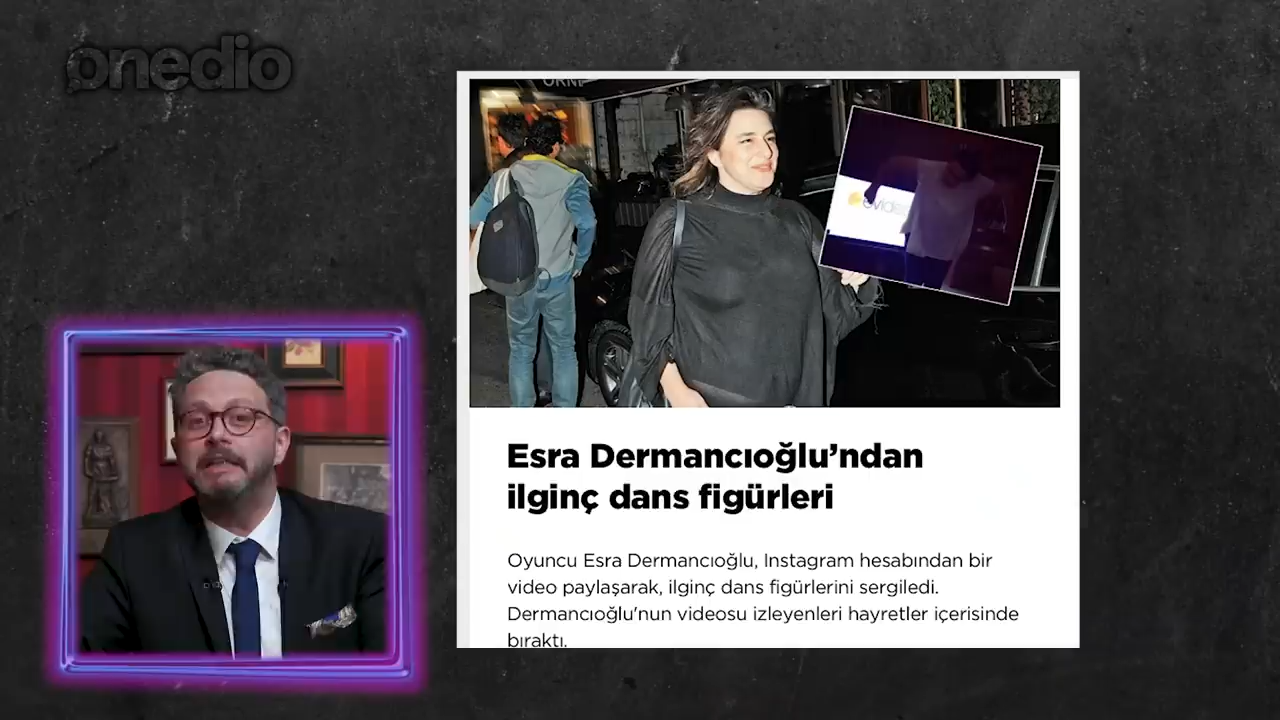 onedio
Esra Dermancıoğlu’ndan
ilginç dans figürleri
Oyuncu Esra Dermancıoğlu, Instagram hesabından bir
video paylaşarak, ilginç dans figürlerini sergiledi.
Dermancıoğlu'nun videosu izleyenleri hayretler içerisinde
bıraktı.